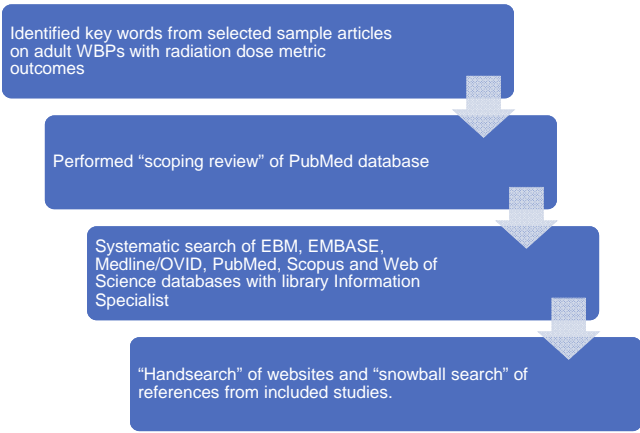 Identified key words from selected sample articles
on adult WBPs with radiation dose metric
outcomes
Performed “scoping review” of PubMed database
Systematic search of EBM, EMBASE,
Medline/OVID, PubMed, Scopus and Web of
Science databases with library Information
Specialist
“Handsearch” of websites and “snowball search” of
references from included studies.